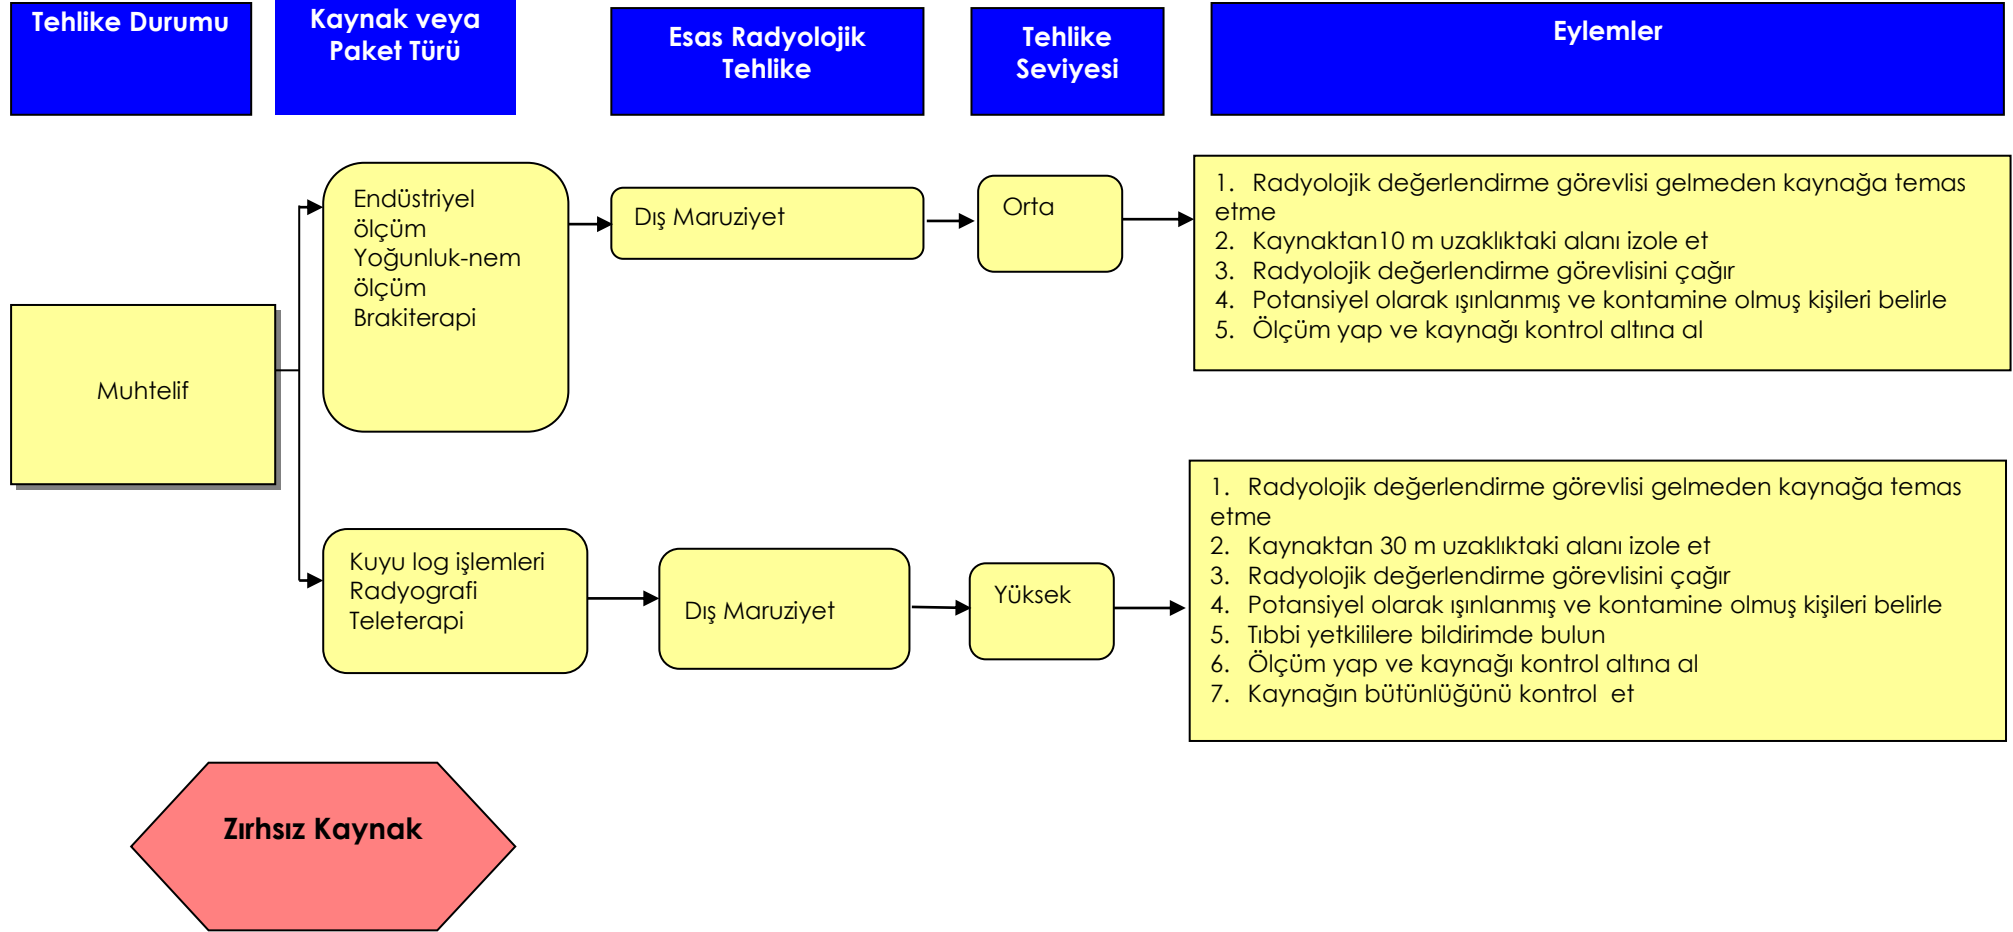 Tehlike Durumu
Kaynak veya
Paket Türü
Esas Radyolojik
Tehlike
Tehlike
Seviyesi
Eylemler
Muhtelif
Endüstriyel
ölçüm
Yoğunluk-nem
ölçüm
Brakiterapi
Dış Maruziyet
Orta
1. Radyolojik değerlendirme görevlisi gelmeden kaynağa temas
etme
2. Kaynaktan10 m uzaklıktaki alanı izole et
3. Radyolojik değerlendirme görevlisini çağır
4. Potansiyel olarak ışınlanmış ve kontamine olmuş kişileri belirle
5. Ölçüm yap ve kaynağı kontrol altına al
Kuyu log işlemleri
Radyografi
Teleterapi
Dış Maruziyet
Yüksek
1. Radyolojik değerlendirme görevlisi gelmeden kaynağa temas
etme
2. Kaynaktan 30 m uzaklıktaki alanı izole et
3. Radyolojik değerlendirme görevlisini çağır
4. Potansiyel olarak ışınlanmış ve kontamine olmuş kişileri belirle
5. Tıbbi yetkililere bildirimde bulun
6. Ölçüm yap ve kaynağı kontrol altına al
7. Kaynağın bütünlüğünü kontrol et
Zırhsız Kaynak